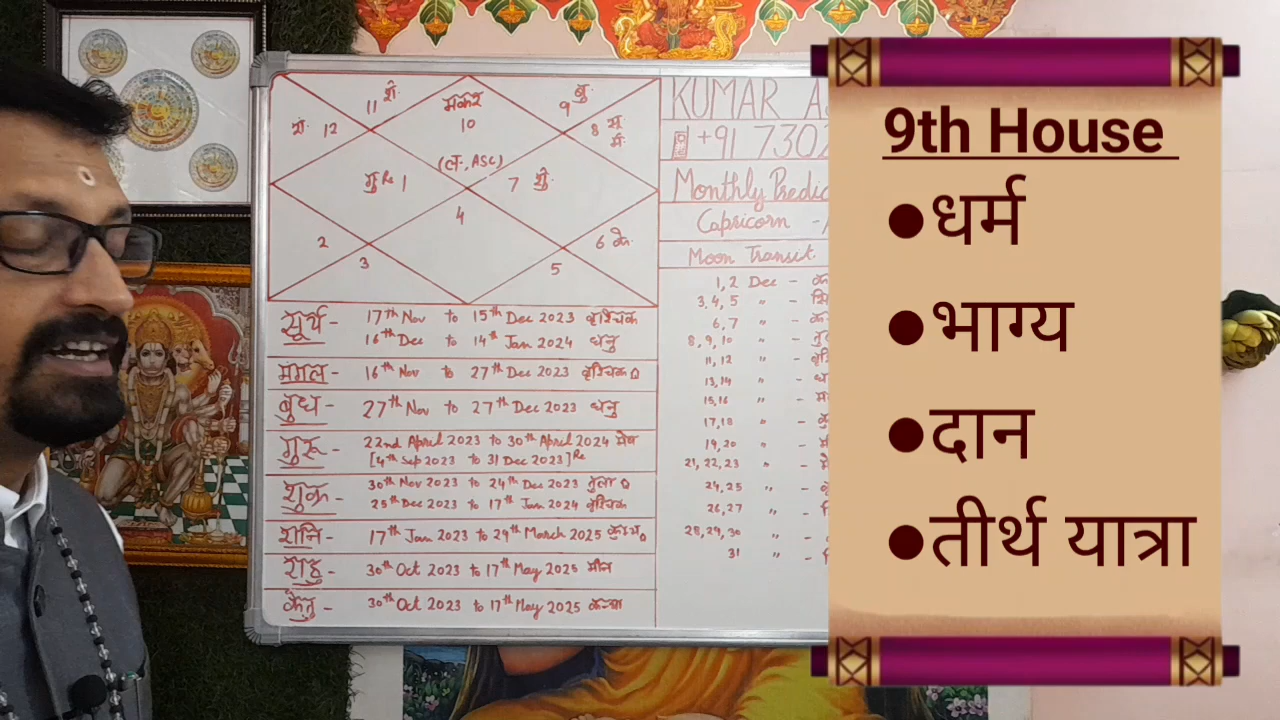 11 श.
मकर
10
बु.
9
रा. 12
8 सू
मं.
(ल., ASC)
गु Re 1
7 शु.
4
2
6 के.
3
5
सूर्य - 17th Nov to 15th Dec 2023 वृश्चिक
16th Dec to 14th Jan 2024 धनु
मंगल - 16th Nov to 27th Dec 2023 वृश्चिक
बुध - 27th Nov to 27th Dec 2023 धनु
गुरू - 22nd April 2023 to 30th April 2024 मेष
[4th Sep 2023 to 31 Dec 2023] Re
शुक्र - 30th Nov 2023 to 24th Dec 2023 तुला
25th Dec 2023 to 17th Jan 2024 वृश्चिक
शनि - 17th Jan 2023 to 29th March 2025 कुम्भ
राहु - 30th Oct 2023 to 17th May 2025 मीन
केतु - 30th Oct 2023 to 17th May 2025 कन्या
KUMAR
+91 7302
Monthly
Capricorn -
Moon Transit
1, 2 Dec -
3, 4, 5 " -
6, 7 " -
8, 9, 10 " -
11, 12 " -
13, 14 " -
15, 16 " -
17, 18 " -
19, 20 " -
21, 22, 23 " -
24, 25 " -
26, 27 " -
28, 29, 30 " -
31 " -
9th House
●धर्म
●भाग्य
●दान
●तीर्थ यात्रा